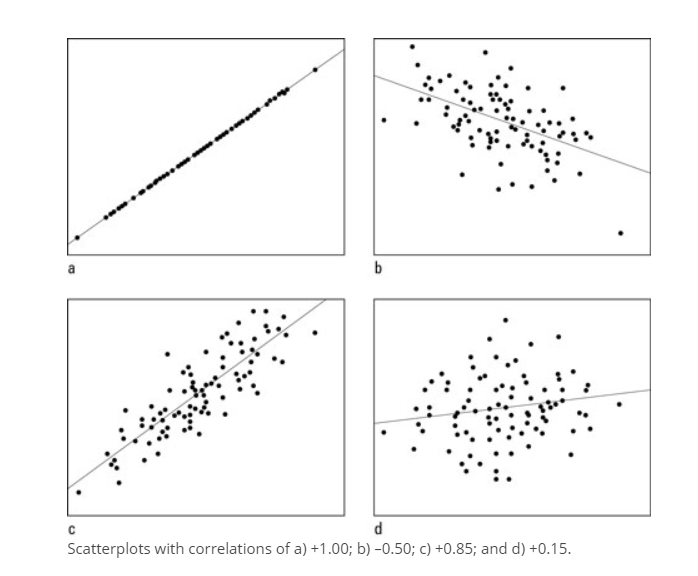 a
b
c
d
Scatterplots with correlations of a) +1.00; b) –0.50; c) +0.85; and d) +0.15.